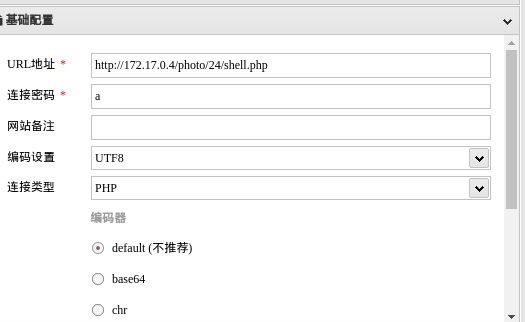 基础配置
URL地址 *
http://172.17.0.4/photo/24/shell.php
连接密码 *
a
网站备注
编码设置
UTF8
连接类型
PHP
编码器
default (不推荐)
base64
chr